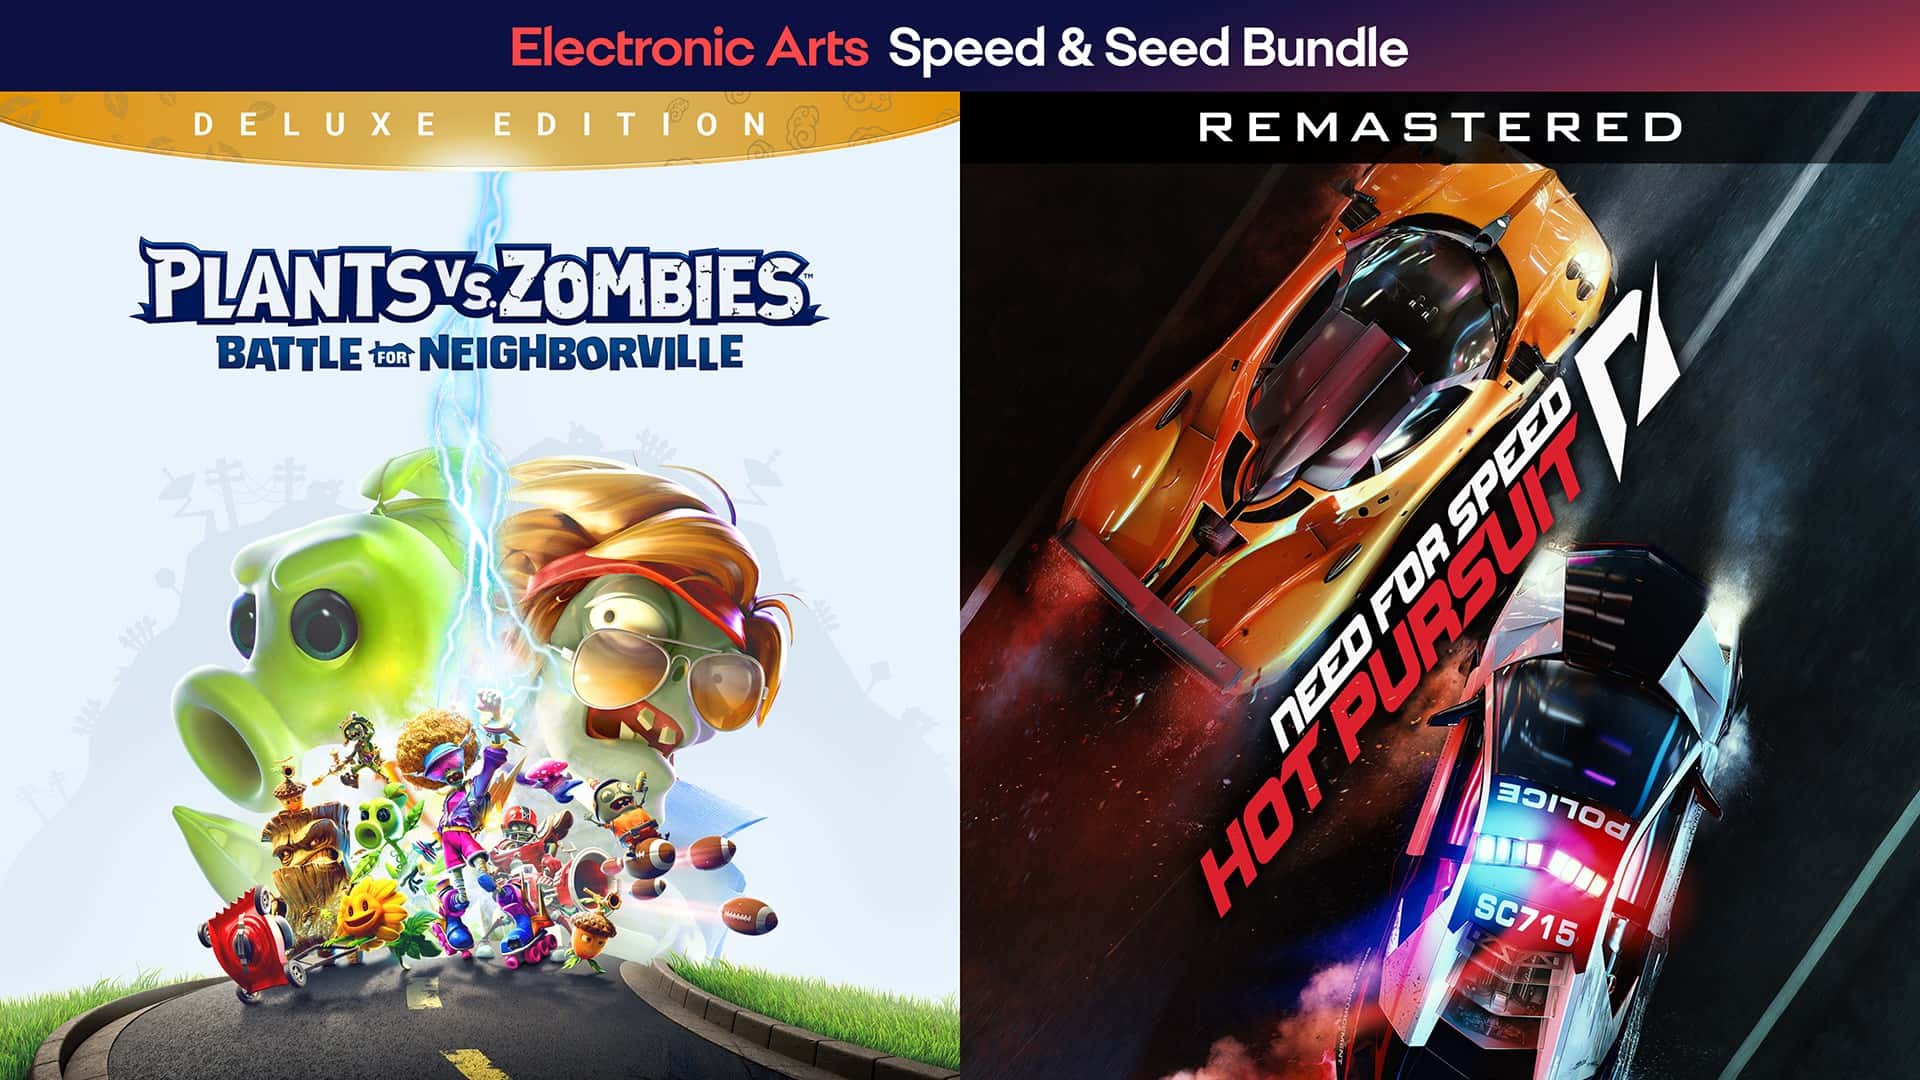 Electronic Arts Speed & Seed Bundle
DELUXE EDITION
PLANTS VS. ZOMBIES™
BATTLE FOR NEIGHBORVILLE
REMASTERED
NEED FOR SPEED
HOT PURSUIT
POLICE
SC715